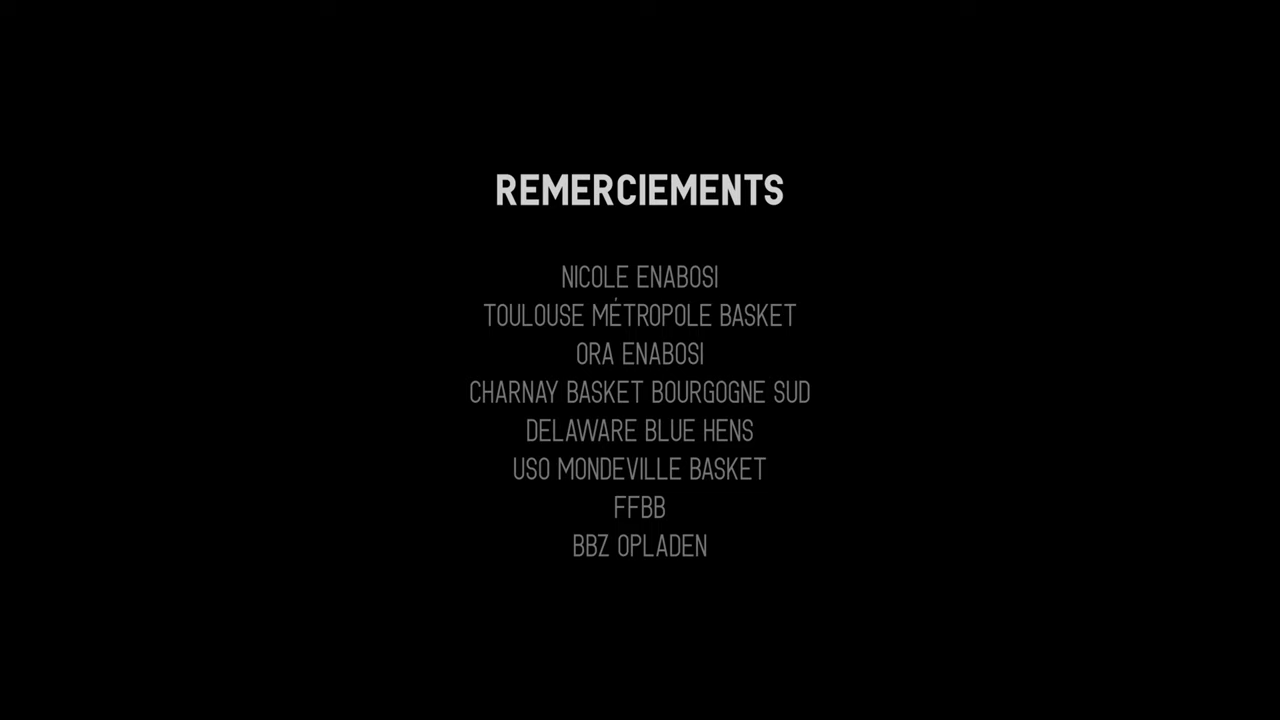 REMERCIEMENTS
NICOLE ENABOSI
TOULOUSE MÉTROPOLE BASKET
ORA ENABOSI
CHARNAY BASKET BOURGOGNE SUD
DELAWARE BLUE HENS
USO MONDEVILLE BASKET
FFBB
BBZ OPLADEN